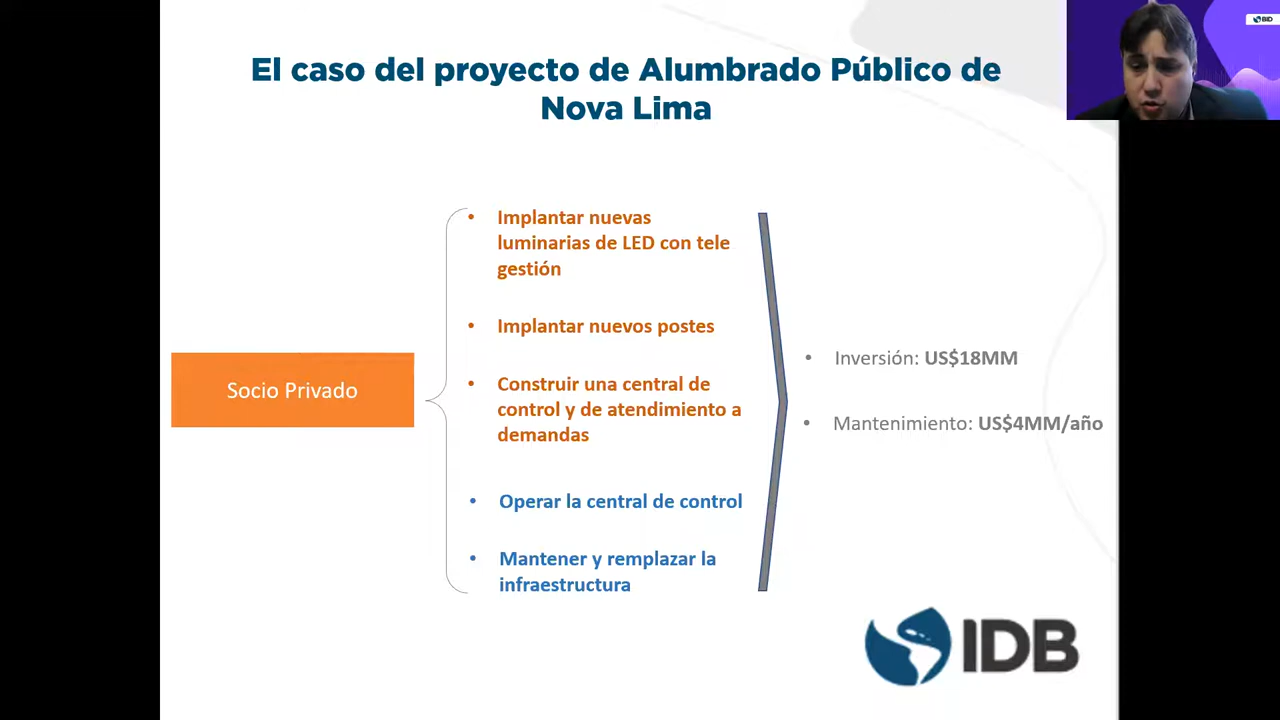 El caso del proyecto de Alumbrado Público de
Nova Lima
BID
Socio Privado
• Implantar nuevas
luminarias de LED con tele
gestión
• Implantar nuevos postes
• Construir una central de
control y de atendimiento a
demandas
• Operar la central de control
• Mantener y remplazar la
infraestructura
• Inversión: US$18MM
• Mantenimiento: US$4MM/año
IDB